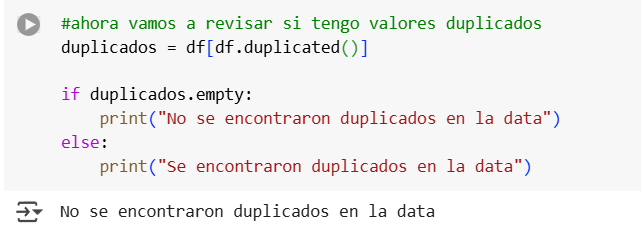 #ahora vamos a revisar si tengo valores duplicados
duplicados = df[df.duplicated()]
if duplicados.empty:
    print("No se encontraron duplicados en la data")
else:
    print("Se encontraron duplicados en la data")
No se encontraron duplicados en la data